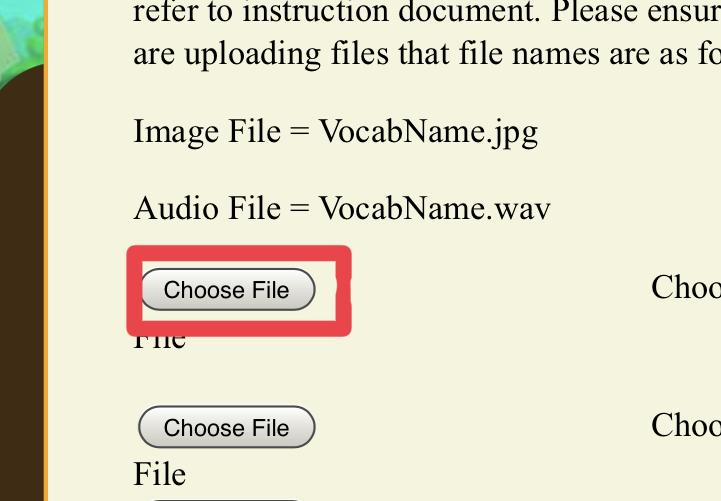 refer to instruction document. Please ensur
are uploading files that file names are as fo
Image File = VocabName.jpg
Audio File = VocabName.wav
Choose File Choo
File
Choose File Choo
File